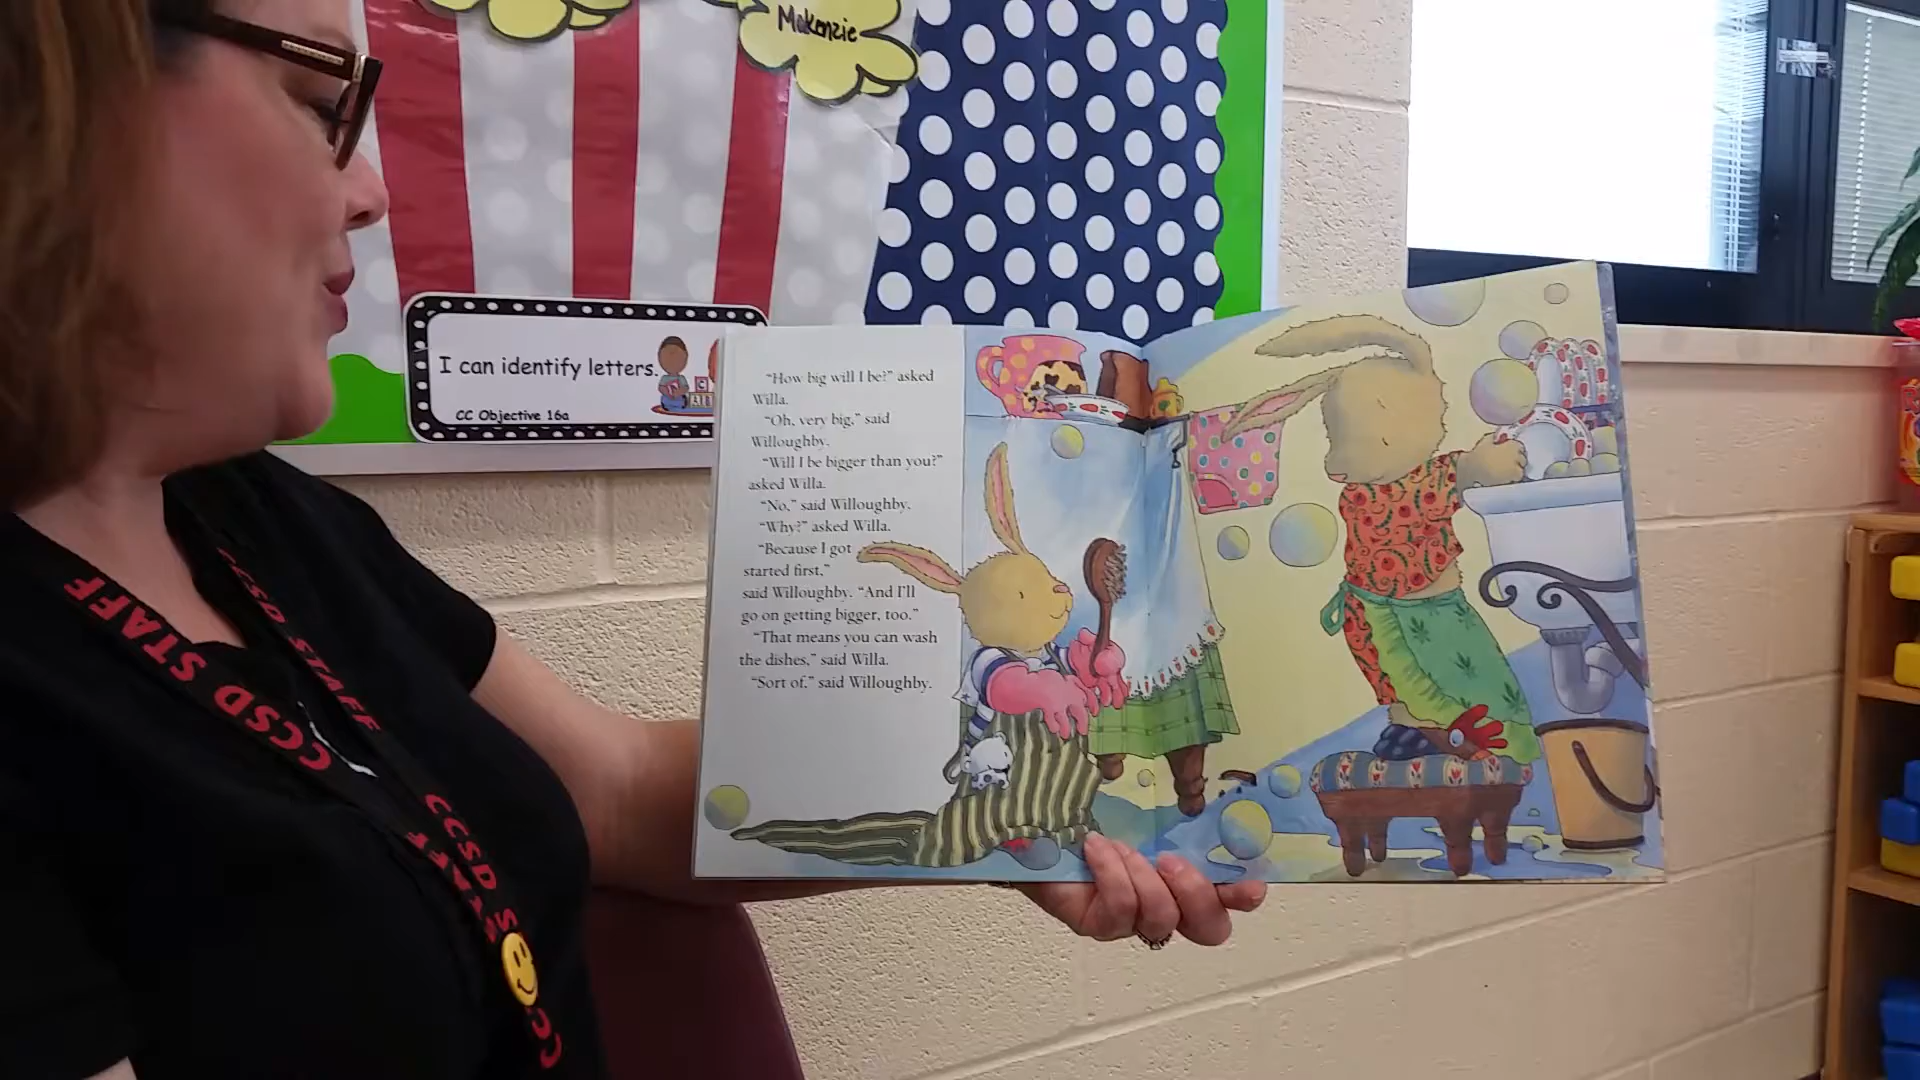 Makenzie
I can identify letters.
CC Objective 16a
"How big will I be?" asked
Willa.
"Oh, very big," said
Willoughby.
"Will I be bigger than you?"
asked Willa.
"No," said Willoughby.
"Why?" asked Willa.
"Because I got
started first,"
said Willoughby. "And I'll
go on getting bigger, too."
"That means you can wash
the dishes," said Willa.
"Sort of," said Willoughby.
CCSD STAFF
CCSD STAFF
CCSD